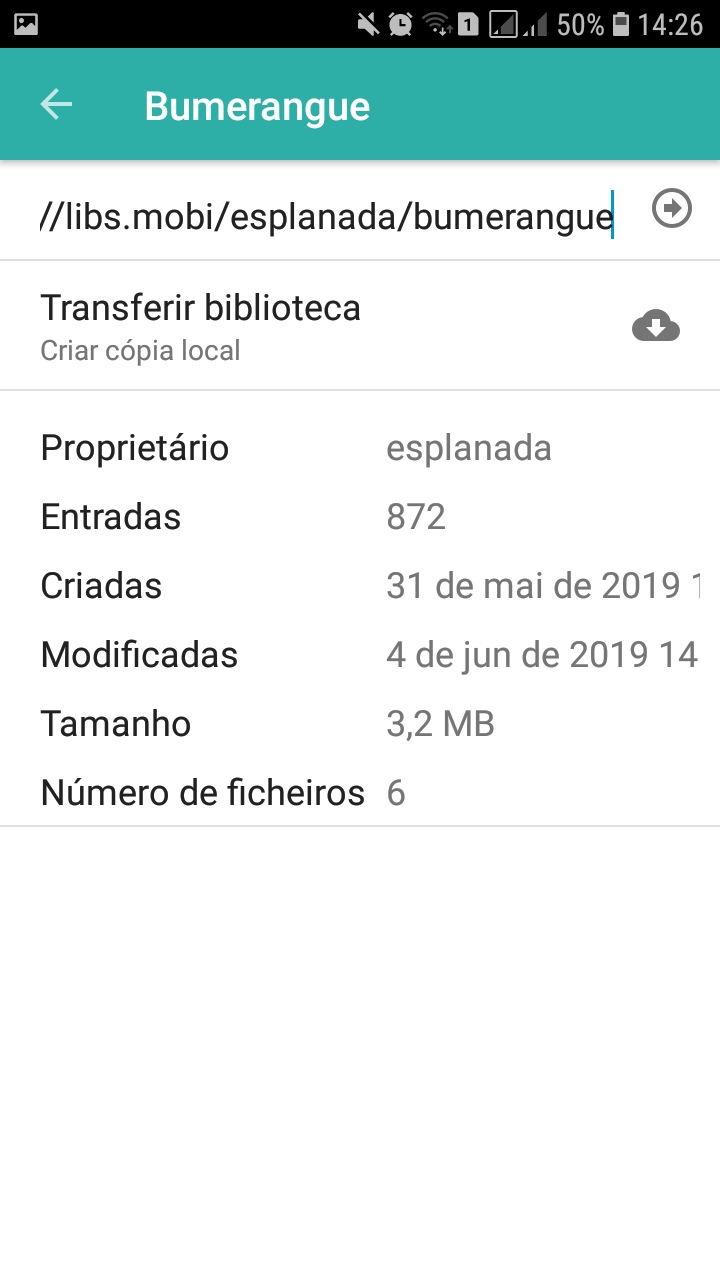 1 50% 14:26
Bumerangue
//libs.mobi/esplanada/bumerangue
Transferir biblioteca
Criar cópia local
Proprietário esplanada
Entradas 872
Criadas 31 de mai de 2019 1
Modificadas 4 de jun de 2019 14
Tamanho 3,2 MB
Número de ficheiros 6